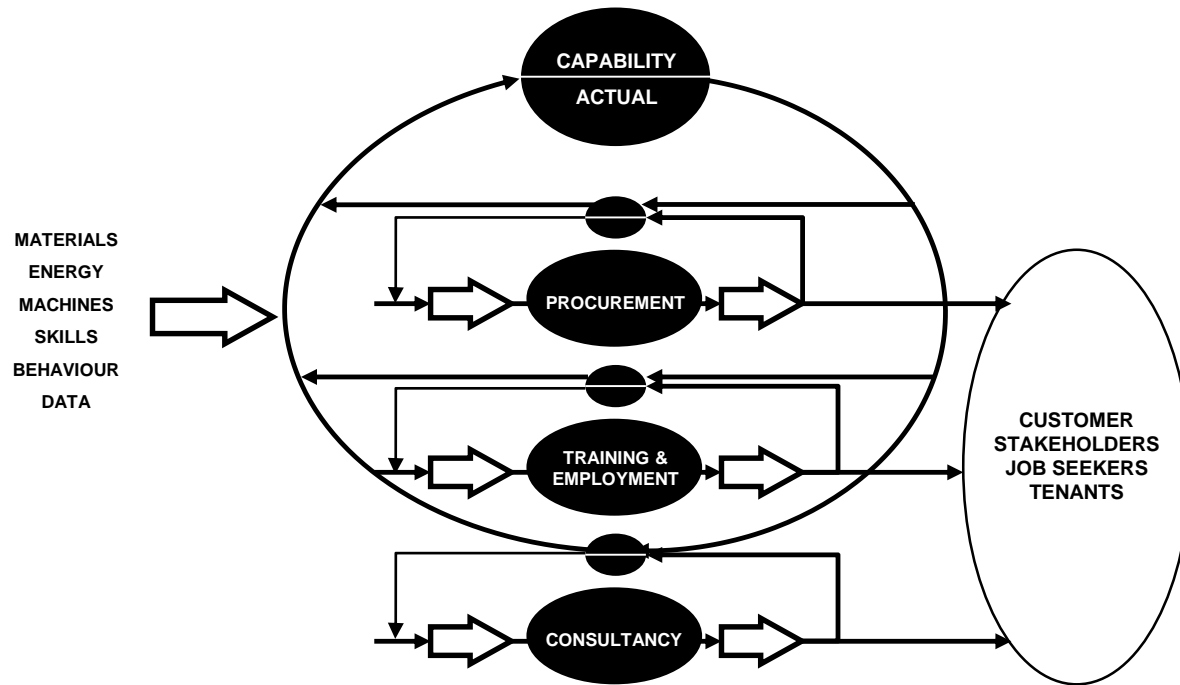 CAPABILITY
ACTUAL
MATERIALS
ENERGY
MACHINES
SKILLS
BEHAVIOUR
DATA
PROCUREMENT
TRAINING &
EMPLOYMENT
CONSULTANCY
CUSTOMER
STAKEHOLDERS
JOB SEEKERS
TENANTS